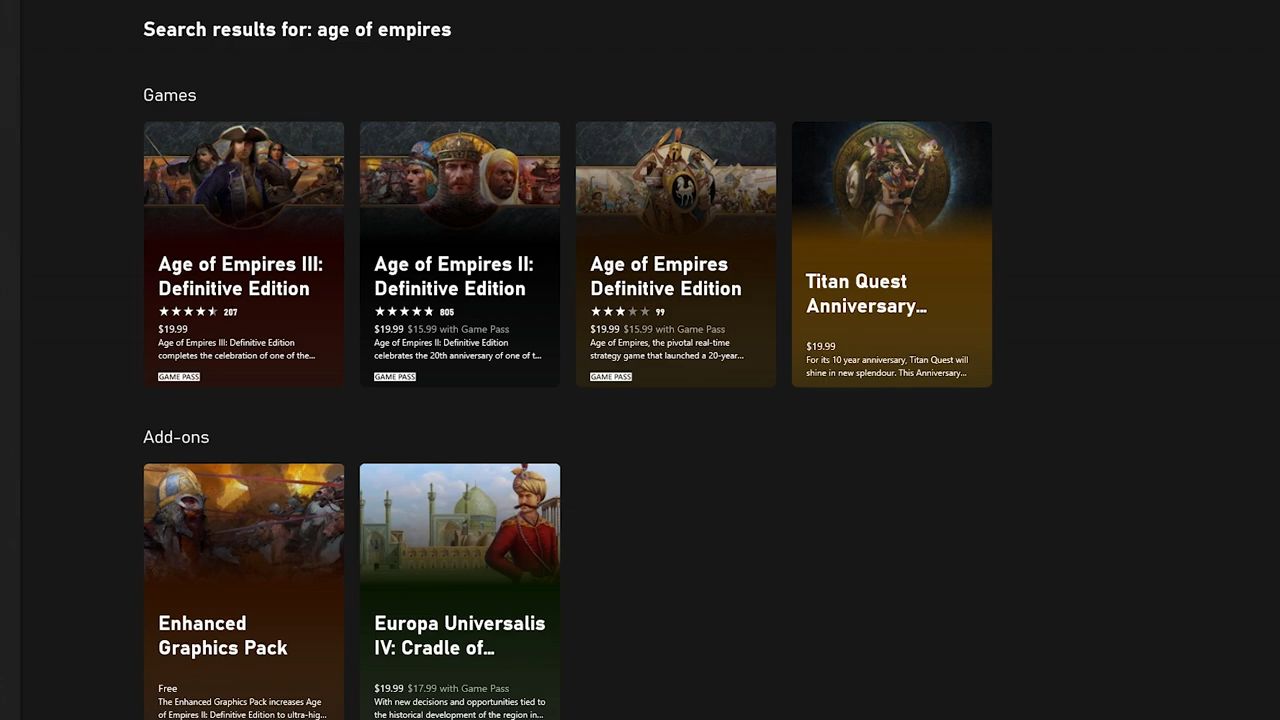 Search results for: age of empires
Games
Age of Empires III:
Definitive Edition
207
$19.99
Age of Empires III: Definitive Edition
completes the celebration of one of the...
GAME PASS
Age of Empires II:
Definitive Edition
805
$19.99 $15.99 with Game Pass
Age of Empires II: Definitive Edition
celebrates the 20th anniversary of one of t...
GAME PASS
Age of Empires
Definitive Edition
99
$19.99 $15.99 with Game Pass
Age of Empires, the pivotal real-time
strategy game that launched a 20-year...
GAME PASS
Titan Quest
Anniversary...
$19.99
For its 10 year anniversary, Titan Quest will
shine in new splendour. This Anniversary...
Add-ons
Enhanced
Graphics Pack
Free
The Enhanced Graphics Pack increases Age
of Empires II: Definitive Edition to ultra-hig...
Europa Universalis
IV: Cradle of...
$19.99 $17.99 with Game Pass
With new decisions and opportunities tied to
the historical development of the region in...